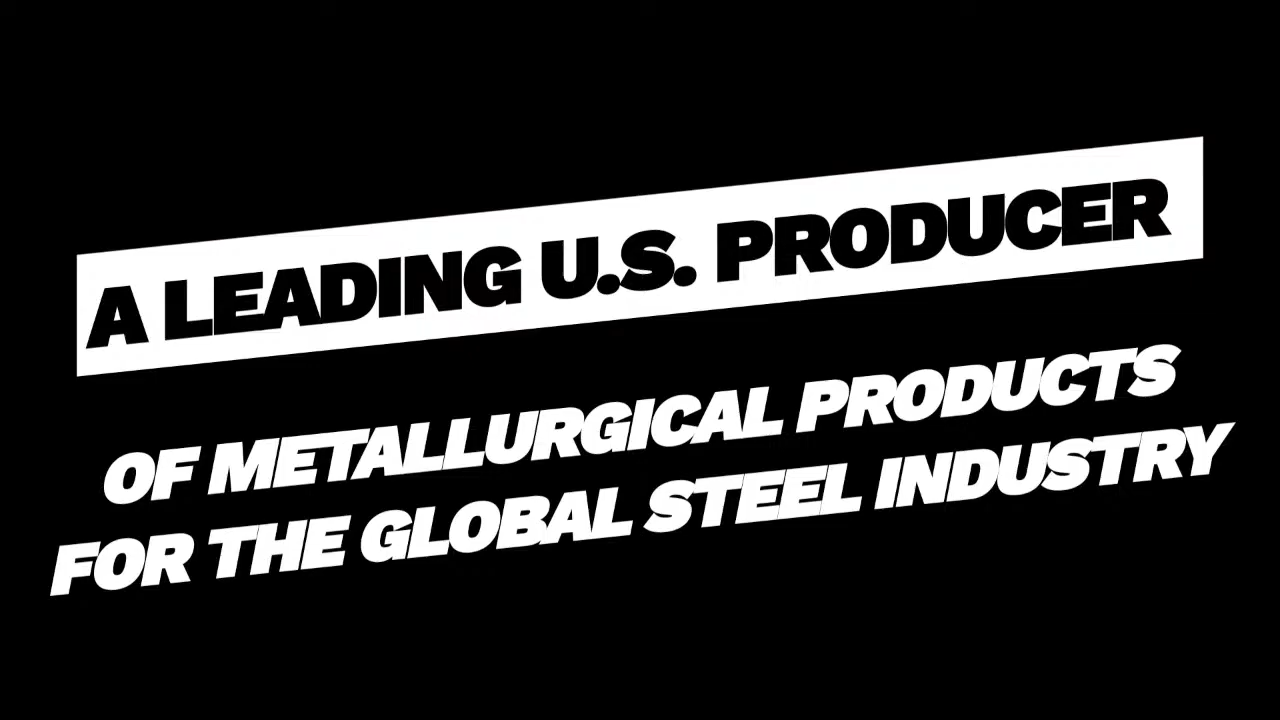 A LEADING U.S. PRODUCER
OF METALLURGICAL PRODUCTS
FOR THE GLOBAL STEEL INDUSTRY